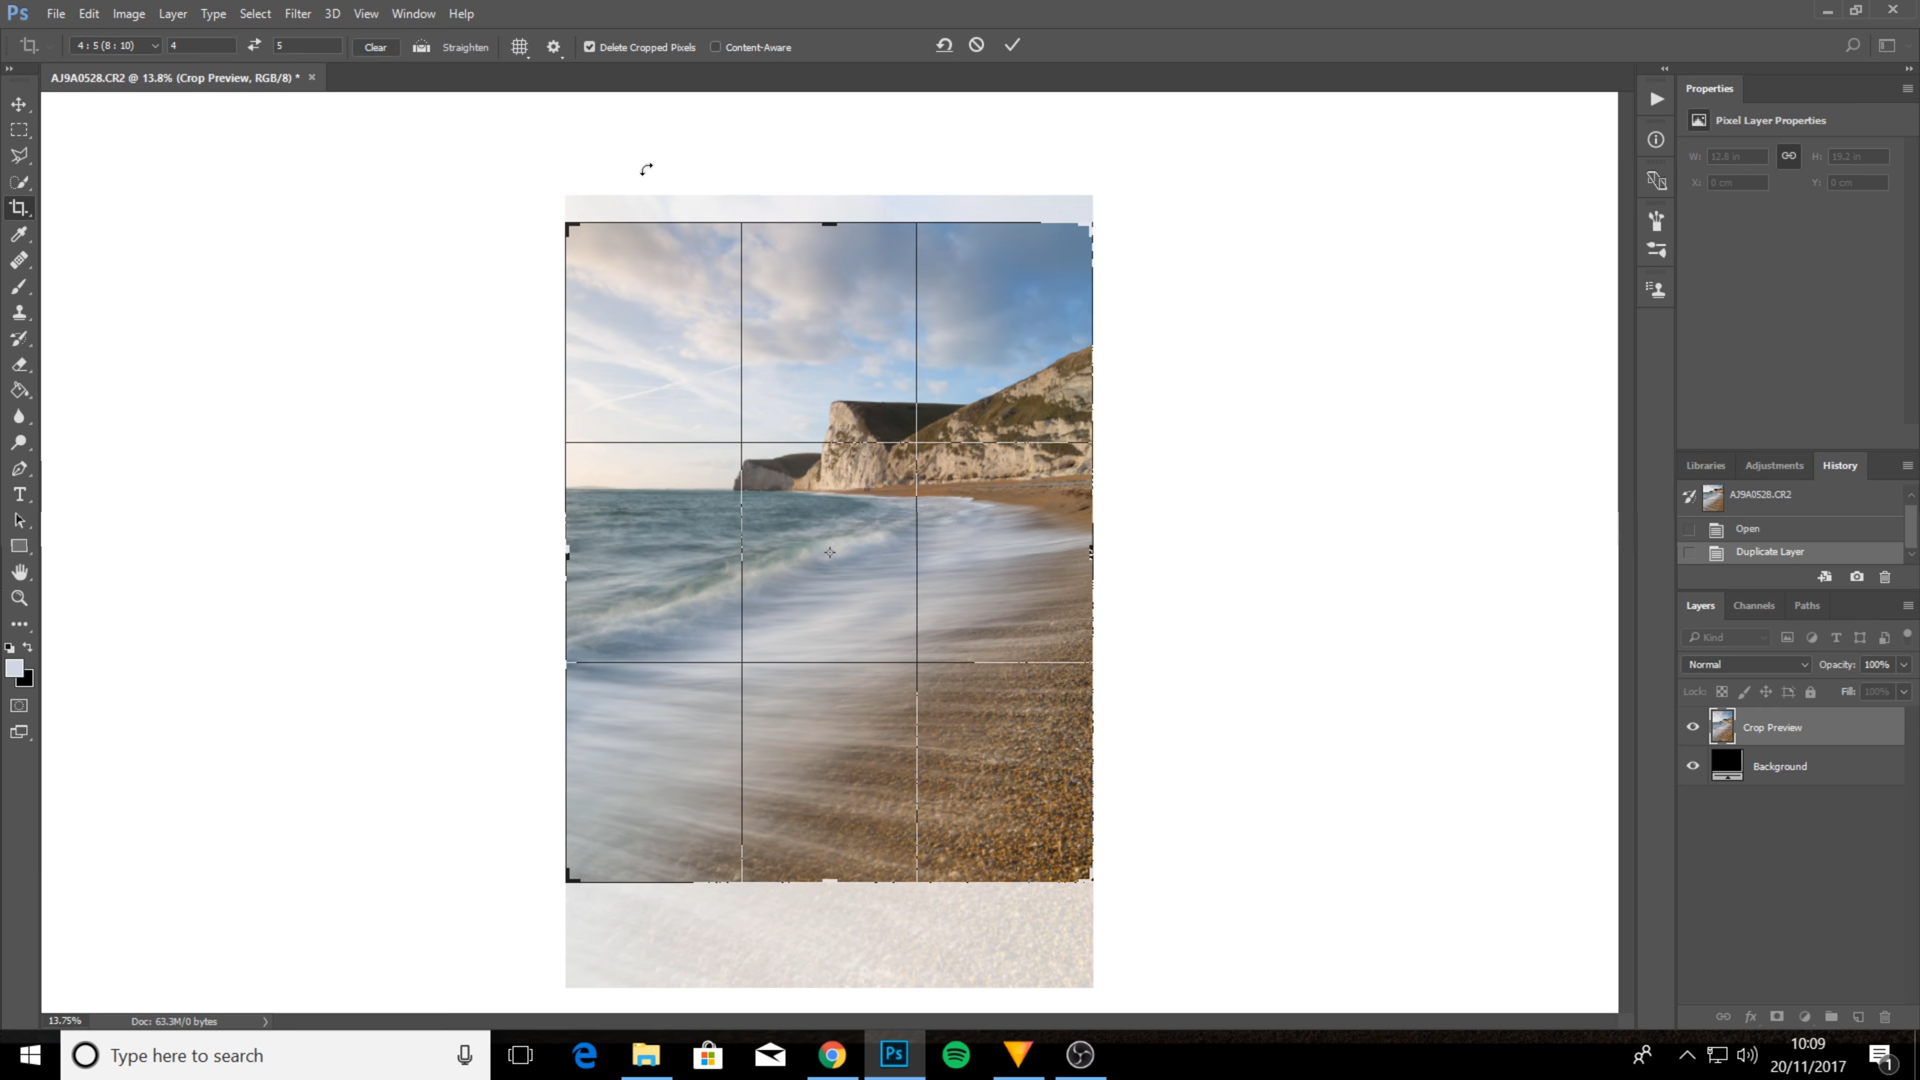 Ps File Edit Image Layer Type Select Filter 3D View Window Help
4 : 5 (8 : 10) 4 5 Clear Straighten Delete Cropped Pixels Content-Aware
AJ9A0528.CR2 @ 13.8% (Crop Preview, RGB/8) *
Properties
Pixel Layer Properties
W: 12.8 in H: 19.2 in
X: 0 cm Y: 0 cm
Libraries Adjustments History
AJ9A0528.CR2
Open
Duplicate Layer
Layers Channels Paths
Kind
Normal Opacity: 100%
Lock: Fill: 100%
Crop Preview
Background
T
13.75% Doc: 63.3M/0 bytes
Type here to search
Ps
10:09
20/11/2017
1